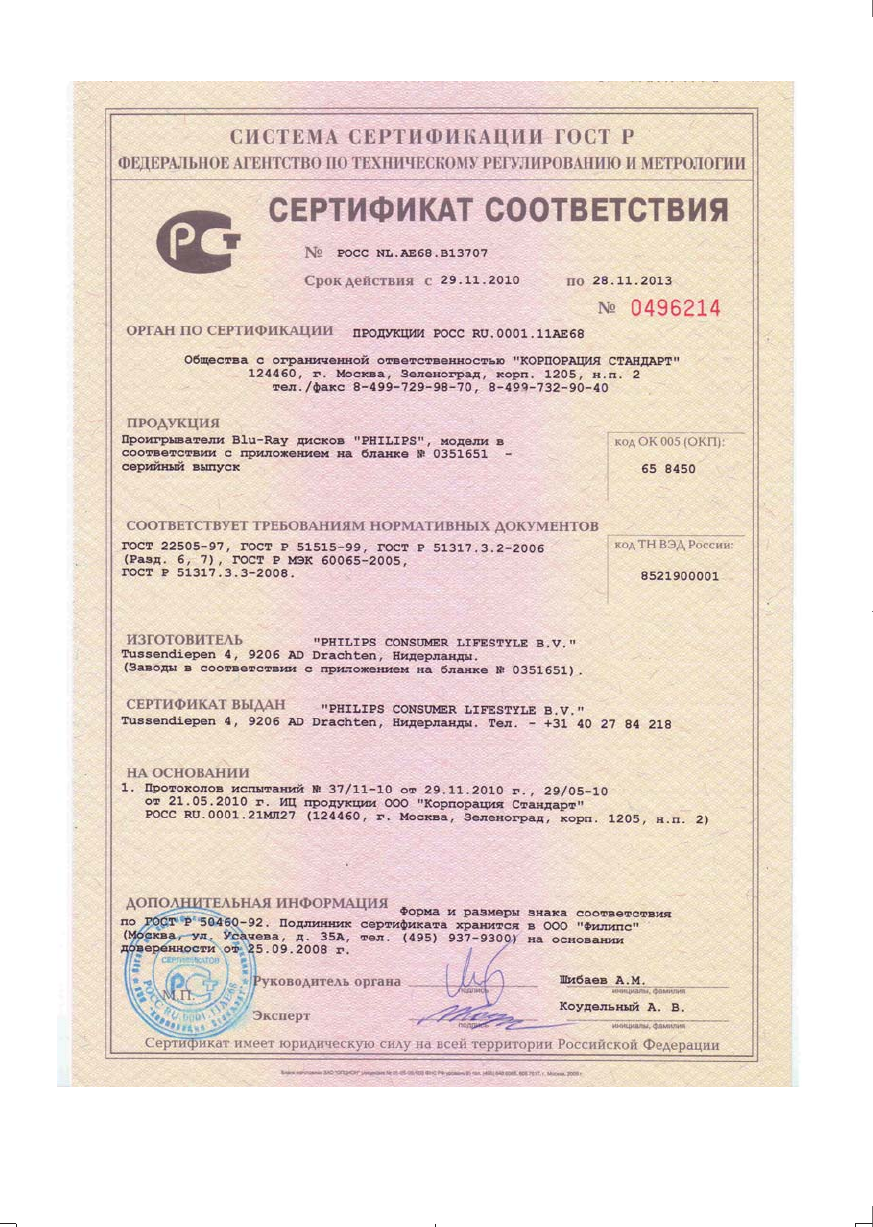 СИСТЕМА СЕРТИФИКАЦИИ ГОСТ Р
ФЕДЕРАЛЬНОЕ АГЕНТСТВО ПО ТЕХНИЧЕСКОМУ РЕГУЛИРОВАНИЮ И МЕТРОЛОГИИ
СЕРТИФИКАТ СООТВЕТСТВИЯ
№ РОСС NL.АЕ68.В13707
Срок действия с 29.11.2010 по 28.11.2013
№ 0496214
ОРГАН ПО СЕРТИФИКАЦИИ ПРОДУКЦИИ РОСС RU.0001.11АЕ68
Общества с ограниченной ответственностью "КОРПОРАЦИЯ СТАНДАРТ"
124460, г. Москва, Зеленоград, корп. 1205, н.п. 2
тел./факс 8-499-729-98-70, 8-499-732-90-40
ПРОДУКЦИЯ
Проигрыватели Blu-Ray дисков "PHILIPS", модели в
соответствии с приложением на бланке № 0351651 -
серийный выпуск
код ОК 005 (ОКП):
65 8450
СООТВЕТСТВУЕТ ТРЕБОВАНИЯМ НОРМАТИВНЫХ ДОКУМЕНТОВ
ГОСТ 22505-97, ГОСТ Р 51515-99, ГОСТ Р 51317.3.2-2006
(Разд. 6, 7), ГОСТ Р МЭК 60065-2005,
ГОСТ Р 51317.3.3-2008.
код ТН ВЭД России:
8521900001
ИЗГОТОВИТЕЛЬ "PHILIPS CONSUMER LIFESTYLE B.V."
Tussendiepen 4, 9206 AD Drachten, Нидерланды.
(Заводы в соответствии с приложением на бланке № 0351651).
СЕРТИФИКАТ ВЫДАН "PHILIPS CONSUMER LIFESTYLE B.V."
Tussendiepen 4, 9206 AD Drachten, Нидерланды. Тел. - +31 40 27 84 218
НА ОСНОВАНИИ
1. Протоколов испытаний № 37/11-10 от 29.11.2010 г., 29/05-10
от 21.05.2010 г. ИЦ продукции ООО "Корпорация Стандарт"
РОСС RU.0001.21МЛ27 (124460, г. Москва, Зеленоград, корп. 1205, н.п. 2)
ДОПОЛНИТЕЛЬНАЯ ИНФОРМАЦИЯ Форма и размеры знака соответствия
по ГОСТ Р 50460-92. Подлинник сертификата хранится в ООО "Филипс"
(Москва, ул. Усачева, д. 35А, тел. (495) 937-9300) на основании
доверенности от 25.09.2008 г.
Руководитель органа
подпись
Шибаев А.М.
инициалы, фамилия
М.П.
Эксперт
подпись
Коудельный А. В.
инициалы, фамилия
РОСС RU.0001.11АЕ68
Сертификат имеет юридическую силу на всей территории Российской Федерации